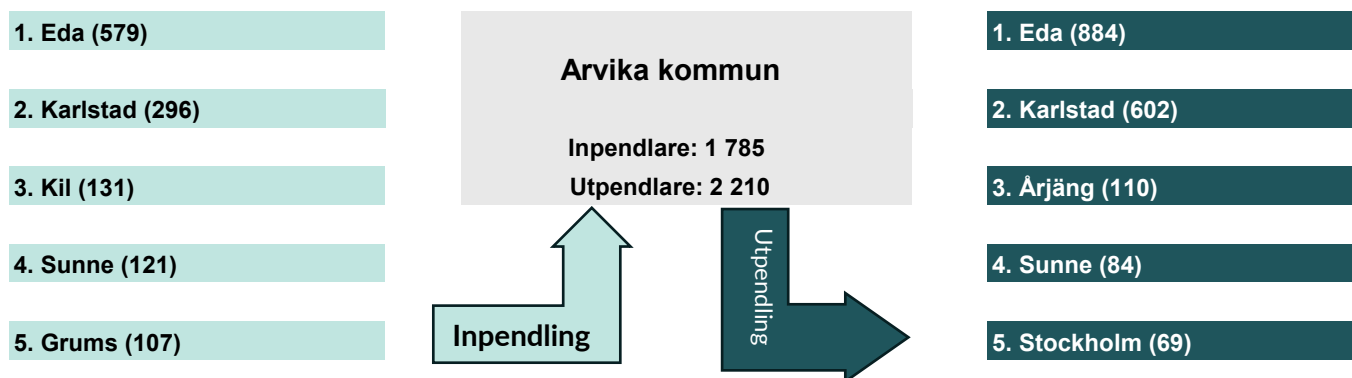 1. Eda (579)
2. Karlstad (296)
3. Kil (131)
4. Sunne (121)
5. Grums (107)
Arvika kommun
Inpendlare: 1 785
Utpendlare: 2 210
Inpendling
Utpendling
1. Eda (884)
2. Karlstad (602)
3. Årjäng (110)
4. Sunne (84)
5. Stockholm (69)